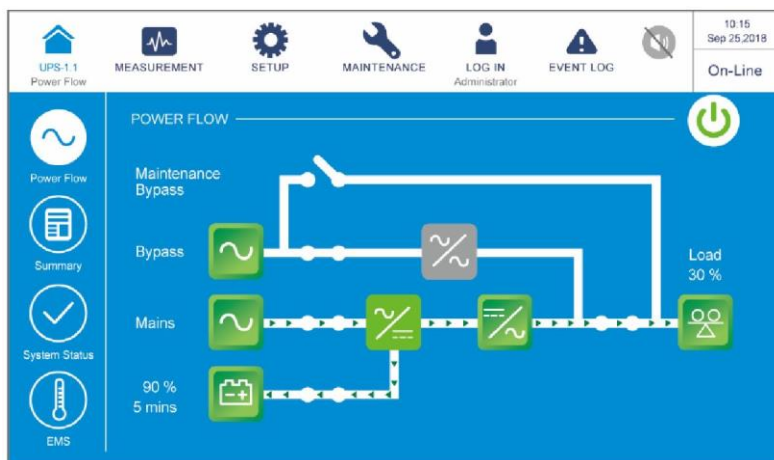 UPS-1.1
Power Flow
MEASUREMENT
SETUP
MAINTENANCE
LOG IN
Administrator
EVENT LOG
10:15
Sep 25,2018
On-Line
POWER FLOW
Power Flow
Summary
System Status
EMS
Maintenance
Bypass
Bypass
Mains
90 %
5 mins
Load
30 %